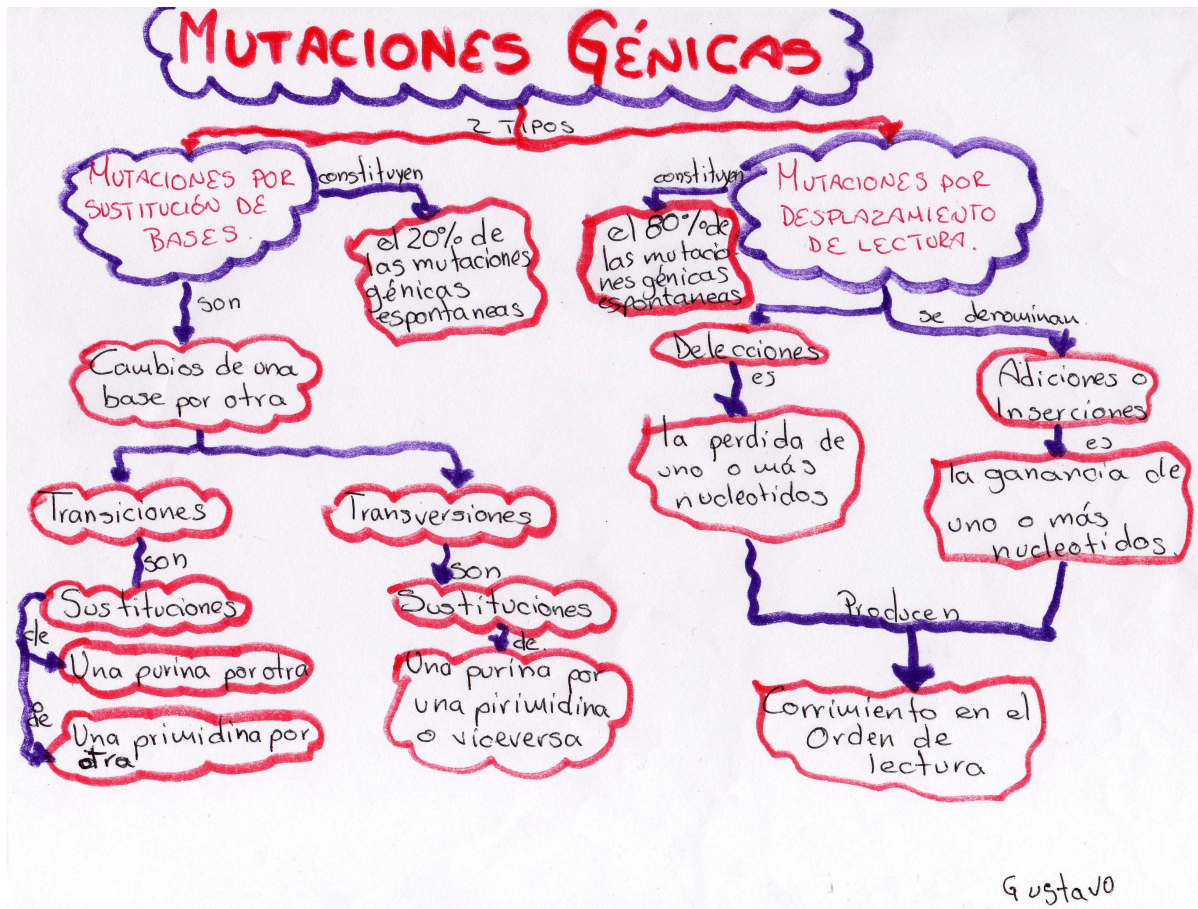 MUTACIONES GÉNICAS
2 TIPOS
MUTACIONES POR
SUSTITUCIÓN DE
BASES.
constituyen
el 20% de
las mutaciones
génicas
espontaneas
son
Cambios de una
base por otra
Transiciones
son
Sustituciones
de
Una purina por otra
de
Una primidina por
otra
Transversiones
son
Sustituciones
de.
Una purina por
una pirimidina
o viceversa
MUTACIONES POR
DESPLAZAMIENTO
DE LECTURA.
constituyen
el 80% de
las mutacio-
nes génicas
espontaneas
se denominan
Delecciones
es
la perdida de
uno o más
nucleotidos
Adiciones o
Inserciones
es
la ganancia de
uno o más
nucleotidos.
Producen
Corrimiento en el
Orden de
lectura
Gustavo